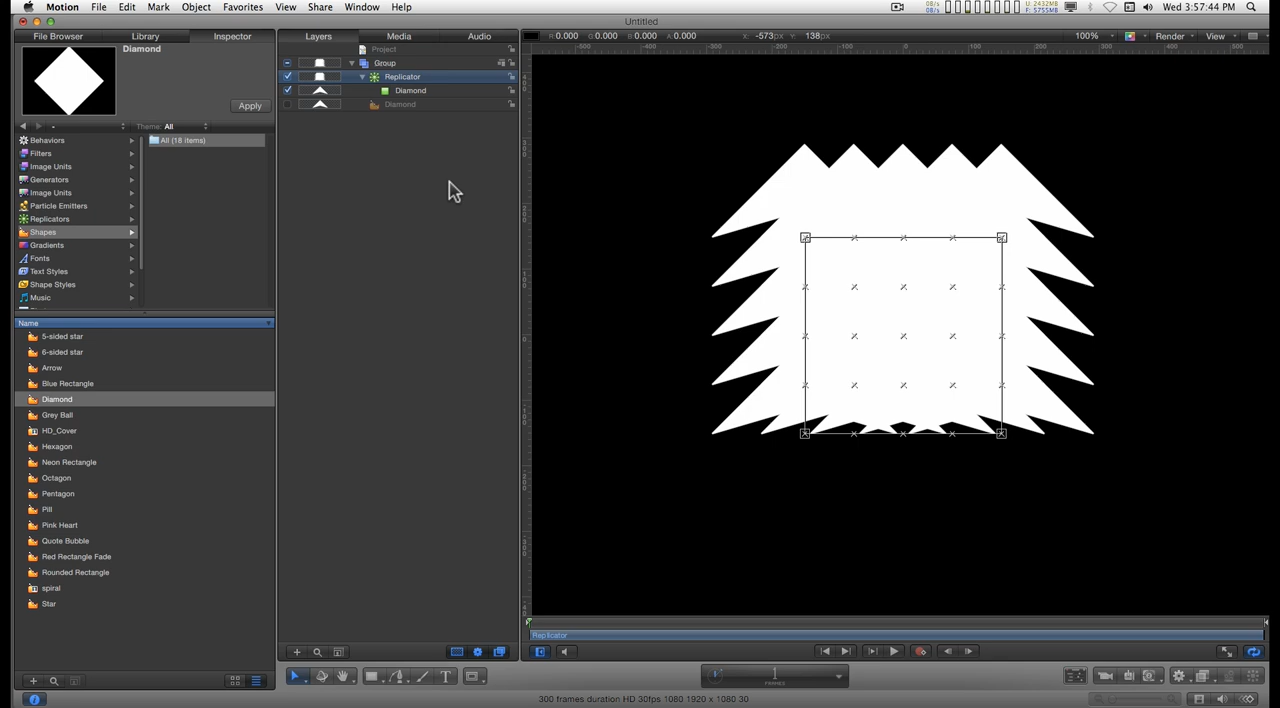 Motion File Edit Mark Object Favorites View Share Window Help Wed 3:57:44 PM
Untitled
File Browser Library Inspector Layers Media Audio R:0.000 G:0.000 B:0.000 A:0.000 X: -573px Y: 138px 100% Render View
Diamond
Project
Group
Replicator
Diamond
Diamond
Apply
- Theme: All
Behaviors
Filters
Image Units
Generators
Image Units
Particle Emitters
Replicators
Shapes
Gradients
Fonts
Text Styles
Shape Styles
Music
All (18 items)
Name
5-sided star
6-sided star
Arrow
Blue Rectangle
Diamond
Grey Ball
HD_Cover
Hexagon
Neon Rectangle
Octagon
Pentagon
Pill
Pink Heart
Quote Bubble
Red Rectangle Fade
Rounded Rectangle
spiral
Star
Replicator
T
1
FRAMES
300 frames duration: HD 30fps 1080 1920 x 1080 30